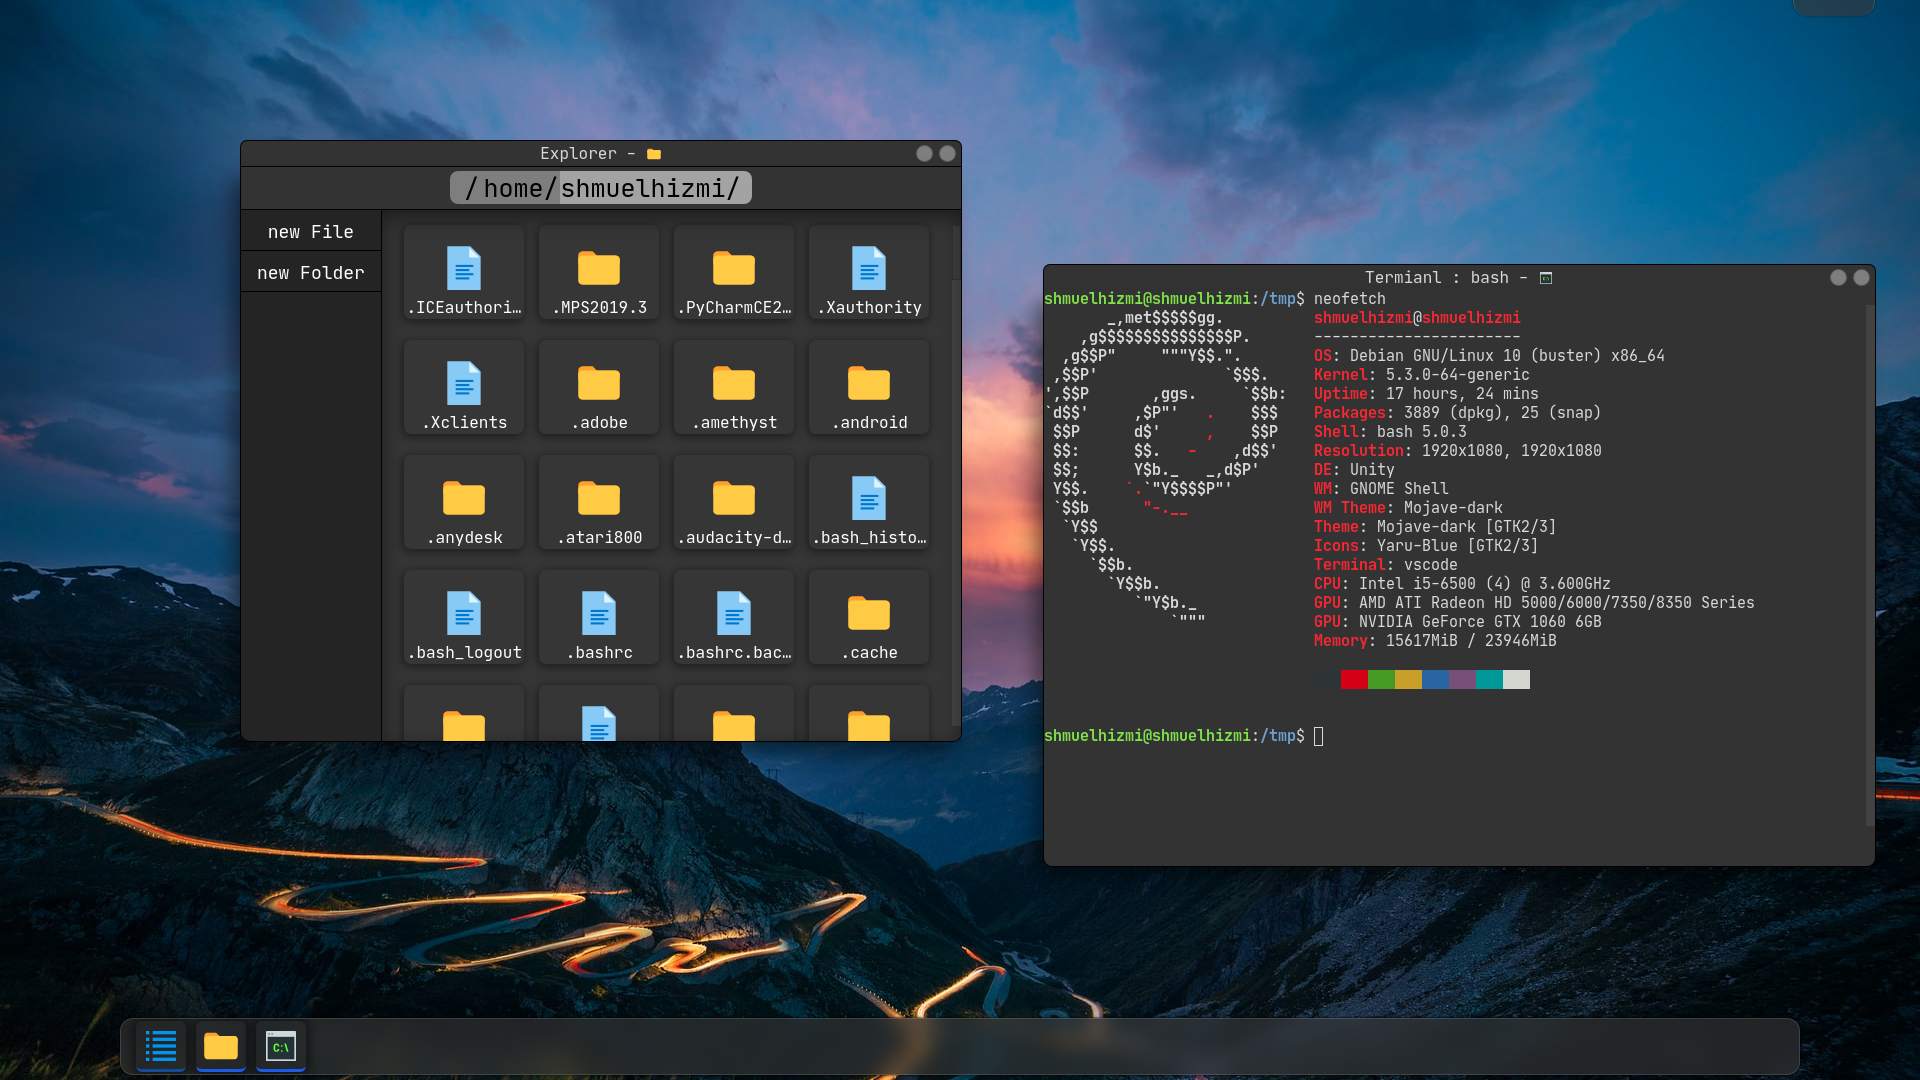 Explorer -
/home/shmuelhizmi/
new File
new Folder
.ICEauthori…
.MPS2019.3
.PyCharmCE2…
.Xauthority
.Xclients
.adobe
.amethyst
.android
.anydesk
.atari800
.audacity-d…
.bash_histo…
.bash_logout
.bashrc
.bashrc.bac…
.cache
Termianl : bash -
shmuelhizmi@shmuelhizmi:/tmp$ neofetch
_,met$$$$$gg. shmuelhizmi@shmuelhizmi
,g$$$$$$$$$$$$$$$P. -----------------------
,g$$P" """Y$$.". OS: Debian GNU/Linux 10 (buster) x86_64
,$$P' `$$$. Kernel: 5.3.0-64-generic
',$$P ,ggs. `$$b: Uptime: 17 hours, 24 mins
`d$$' ,$P"' . $$$ Packages: 3889 (dpkg), 25 (snap)
$$P d$' , $$P Shell: bash 5.0.3
$$: $$. - ,d$$' Resolution: 1920x1080, 1920x1080
$$; Y$b._ _,d$P' DE: Unity
Y$$. `.`"Y$$$$P"' WM: GNOME Shell
`$$b "-.__ WM Theme: Mojave-dark
`Y$$ Theme: Mojave-dark [GTK2/3]
`Y$$. Icons: Yaru-Blue [GTK2/3]
`$$b. Terminal: vscode
`Y$$b. CPU: Intel i5-6500 (4) @ 3.600GHz
`"Y$b._ GPU: AMD ATI Radeon HD 5000/6000/7350/8350 Series
`""" GPU: NVIDIA GeForce GTX 1060 6GB
Memory: 15617MiB / 23946MiB
shmuelhizmi@shmuelhizmi:/tmp$
C:\